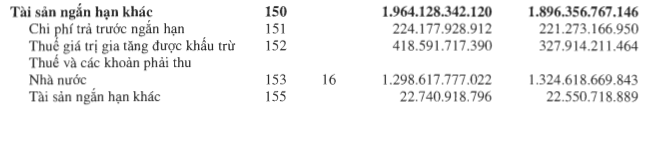 Tài sản ngắn hạn khác 150 1.964.128.342.120 1.896.356.767.146
Chi phí trả trước ngắn hạn 151 224.177.928.912 221.273.166.950
Thuế giá trị gia tăng được khấu trừ 152 418.591.717.390 327.914.211.464
Thuế và các khoản phải thu
Nhà nước 153 16 1.298.617.777.022 1.324.618.669.843
Tài sản ngắn hạn khác 155 22.740.918.796 22.550.718.889